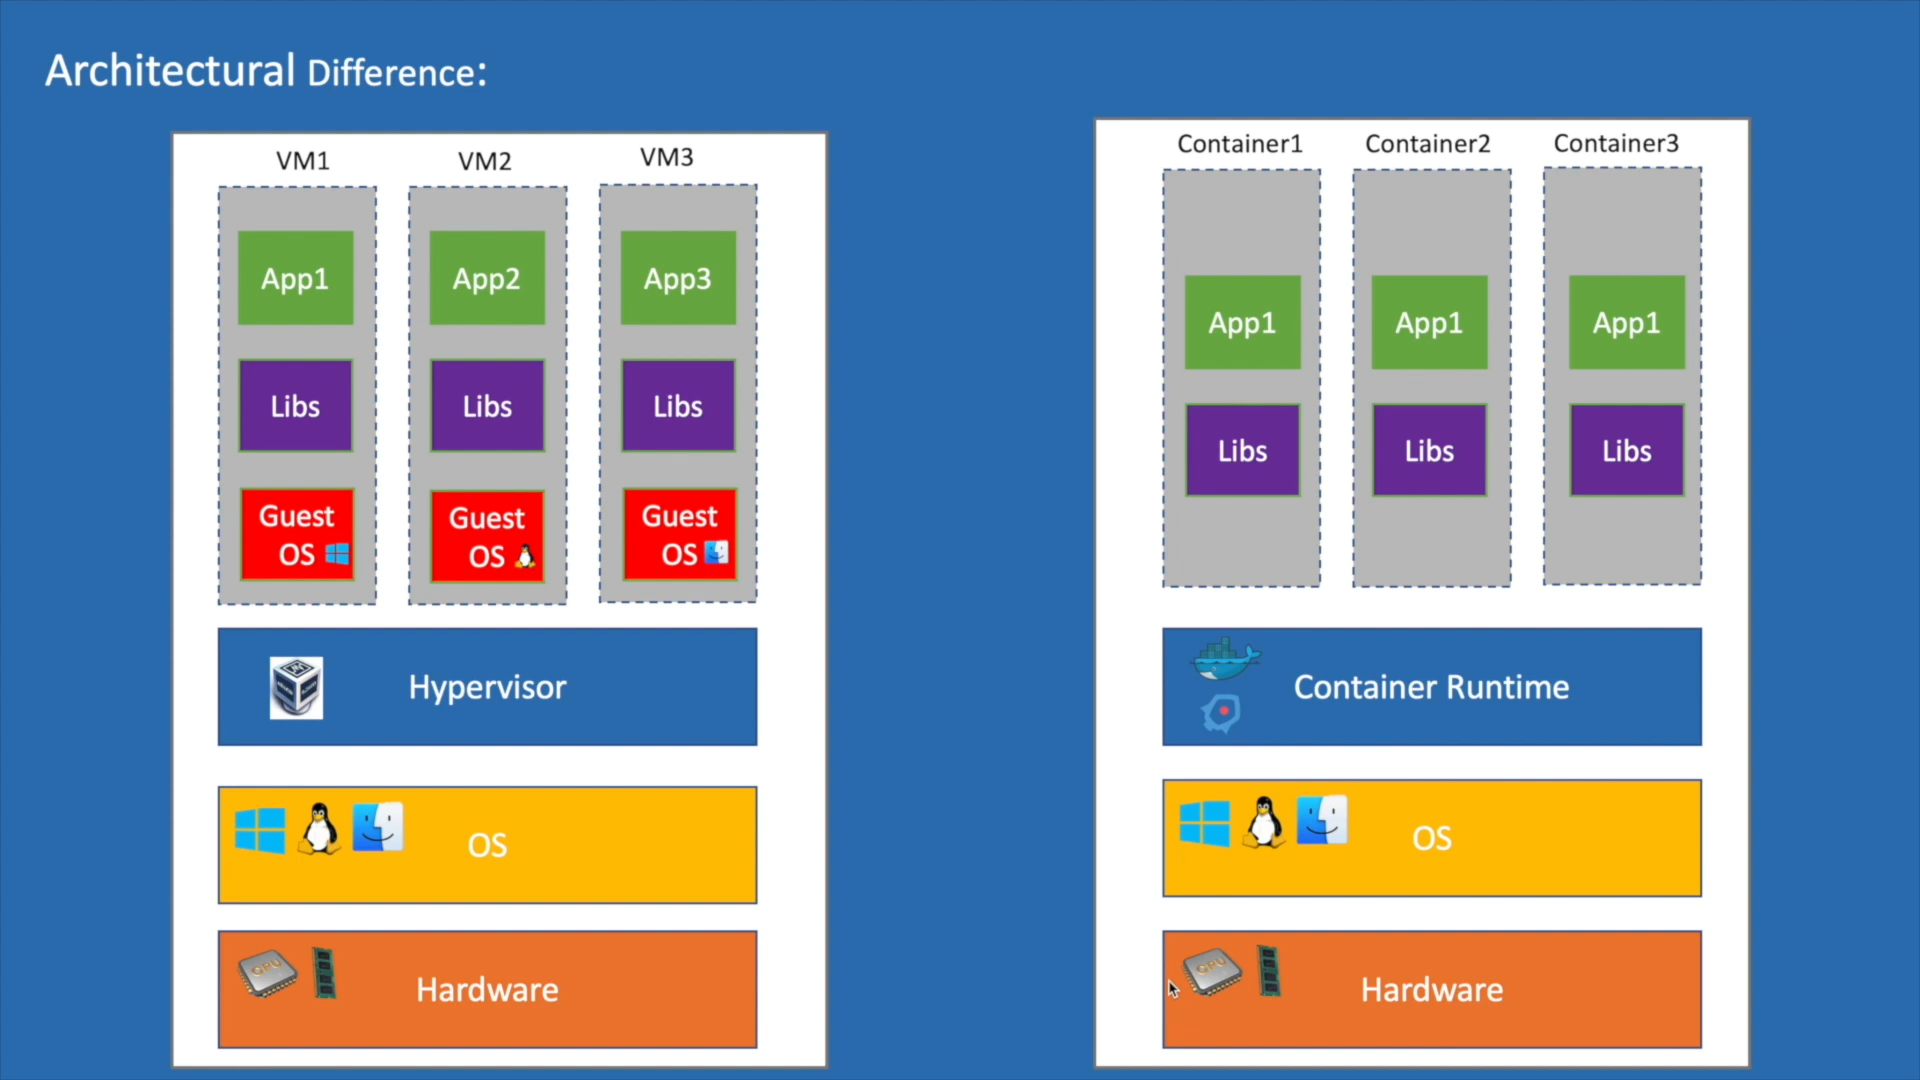 Architectural Difference:
VM1
VM2
VM3
App1
App2
App3
Libs
Libs
Libs
Guest
OS
Guest
OS
Guest
OS
Hypervisor
OS
Hardware
Container1
Container2
Container3
App1
App1
App1
Libs
Libs
Libs
Container Runtime
OS
Hardware